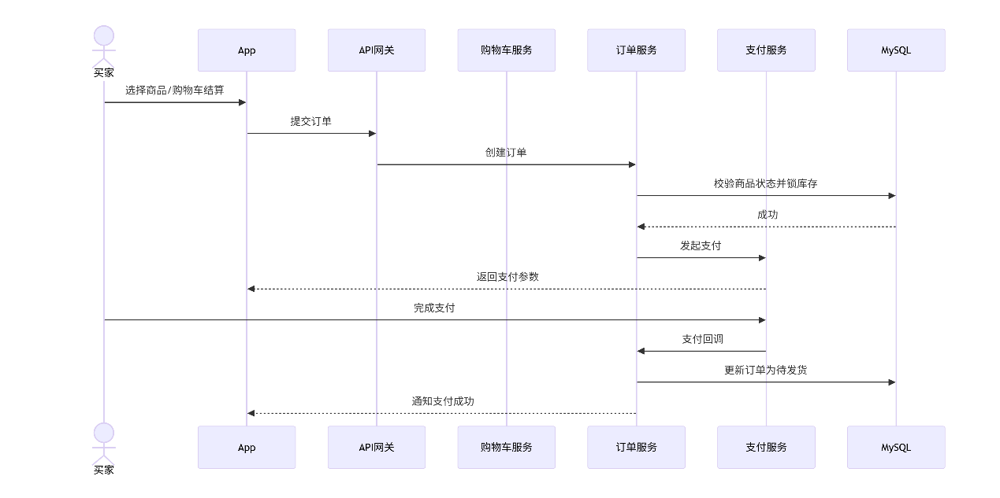 买家
App
API网关
购物车服务
订单服务
支付服务
MySQL
选择商品/购物车结算
提交订单
创建订单
校验商品状态并锁库存
成功
发起支付
返回支付参数
完成支付
支付回调
更新订单为待发货
通知支付成功
买家
App
API网关
购物车服务
订单服务
支付服务
MySQL